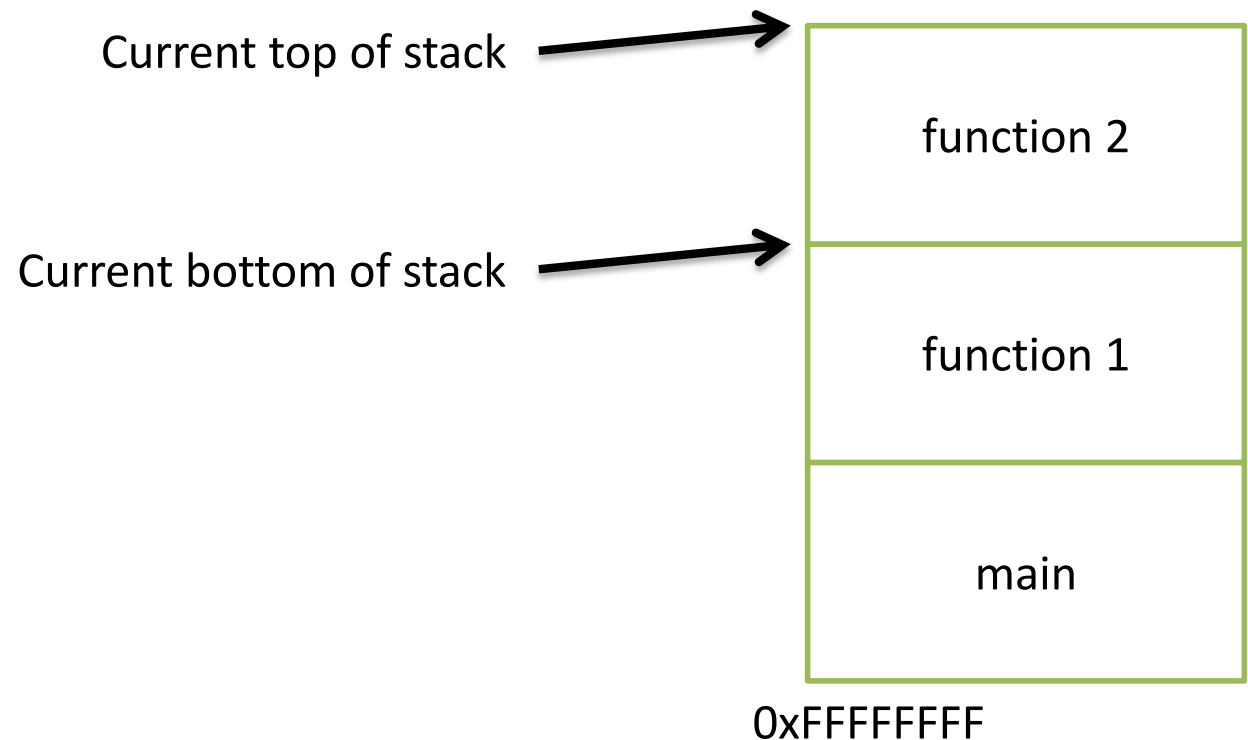 Current top of stack
function 2
Current bottom of stack
function 1
main
0xFFFFFFFF